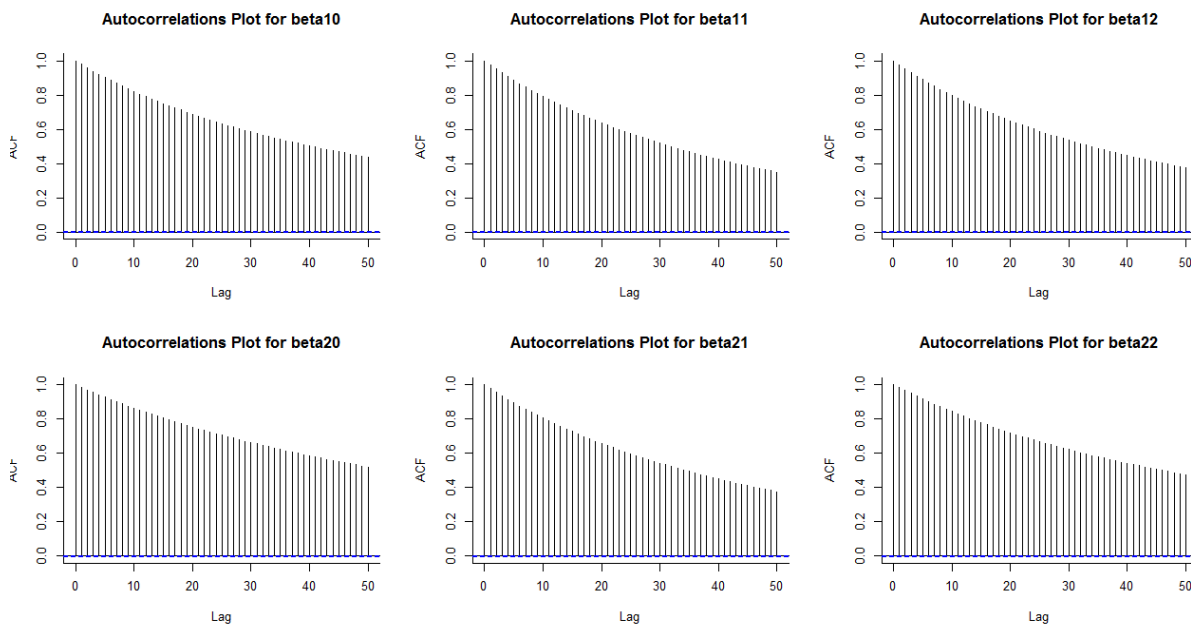 Autocorrelations Plot for beta10
ACF
0.0 0.2 0.4 0.6 0.8 1.0
0 10 20 30 40 50
Lag
Autocorrelations Plot for beta11
ACF
0.0 0.2 0.4 0.6 0.8 1.0
0 10 20 30 40 50
Lag
Autocorrelations Plot for beta12
ACF
0.0 0.2 0.4 0.6 0.8 1.0
0 10 20 30 40 50
Lag
Autocorrelations Plot for beta20
ACF
0.0 0.2 0.4 0.6 0.8 1.0
0 10 20 30 40 50
Lag
Autocorrelations Plot for beta21
ACF
0.0 0.2 0.4 0.6 0.8 1.0
0 10 20 30 40 50
Lag
Autocorrelations Plot for beta22
ACF
0.0 0.2 0.4 0.6 0.8 1.0
0 10 20 30 40 50
Lag